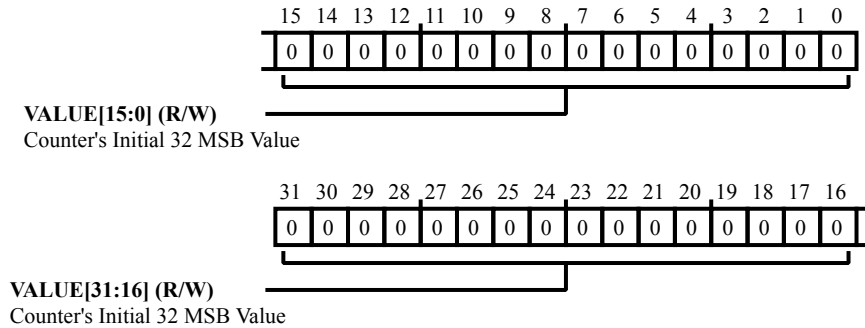 15 14 13 12 11 10 9 8 7 6 5 4 3 2 1 0
0 0 0 0 0 0 0 0 0 0 0 0 0 0 0 0
VALUE[15:0] (R/W)
Counter's Initial 32 MSB Value
31 30 29 28 27 26 25 24 23 22 21 20 19 18 17 16
0 0 0 0 0 0 0 0 0 0 0 0 0 0 0 0
VALUE[31:16] (R/W)
Counter's Initial 32 MSB Value